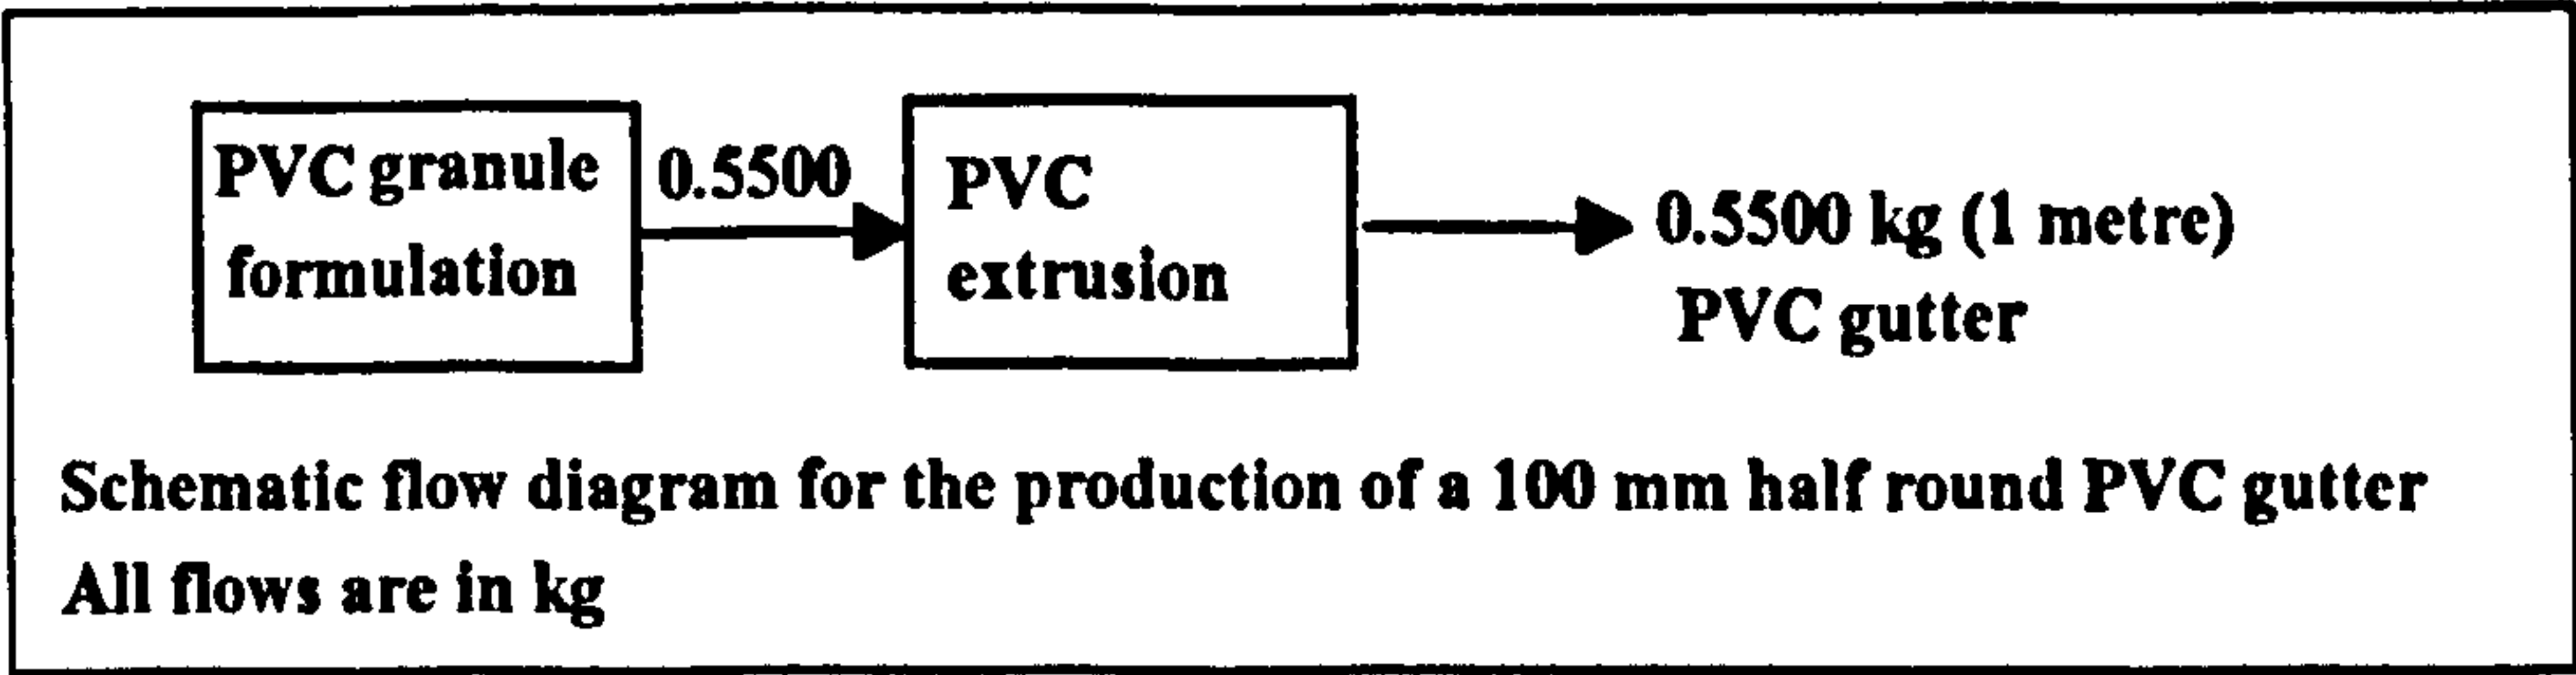 PVC granule
formulation
0.5500
PVC
extrusion
0.5500 kg (1 metre)
PVC gutter
Schematic flow diagram for the production of a 100 mm half round PVC gutter
All flows are in kg